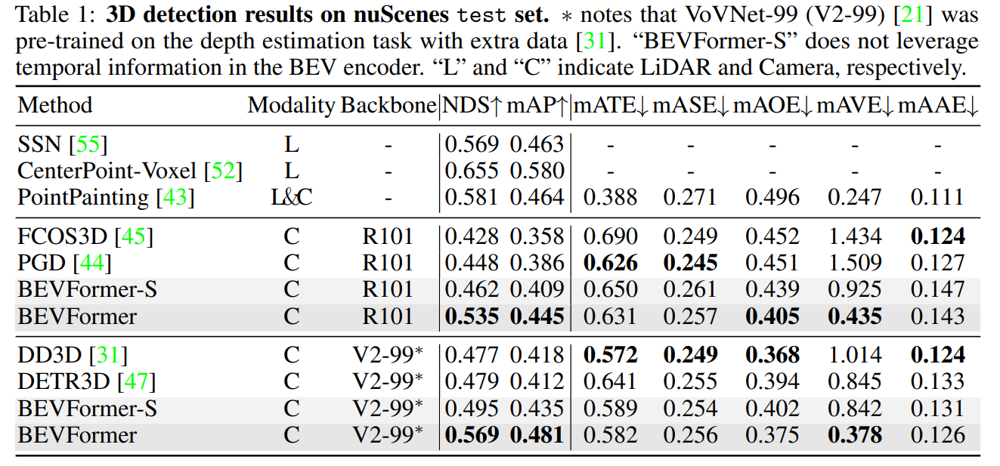 Table 1: 3D detection results on nuScenes test set. ∗ notes that VoVNet-99 (V2-99) [21] was
pre-trained on the depth estimation task with extra data [31]. “BEVFormer-S” does not leverage
temporal information in the BEV encoder. “L” and “C” indicate LiDAR and Camera, respectively.
Method Modality Backbone NDS↑ mAP↑ mATE↓ mASE↓ mAOE↓ mAVE↓ mAAE↓
SSN [55] L - 0.569 0.463 - - - - -
CenterPoint-Voxel [52] L - 0.655 0.580 - - - - -
PointPainting [43] L&C - 0.581 0.464 0.388 0.271 0.496 0.247 0.111
FCOS3D [45] C R101 0.428 0.358 0.690 0.249 0.452 1.434 0.124
PGD [44] C R101 0.448 0.386 0.626 0.245 0.451 1.509 0.127
BEVFormer-S C R101 0.462 0.409 0.650 0.261 0.439 0.925 0.147
BEVFormer C R101 0.535 0.445 0.631 0.257 0.405 0.435 0.143
DD3D [31] C V2-99∗ 0.477 0.418 0.572 0.249 0.368 1.014 0.124
DETR3D [47] C V2-99∗ 0.479 0.412 0.641 0.255 0.394 0.845 0.133
BEVFormer-S C V2-99∗ 0.495 0.435 0.589 0.254 0.402 0.842 0.131
BEVFormer C V2-99∗ 0.569 0.481 0.582 0.256 0.375 0.378 0.126